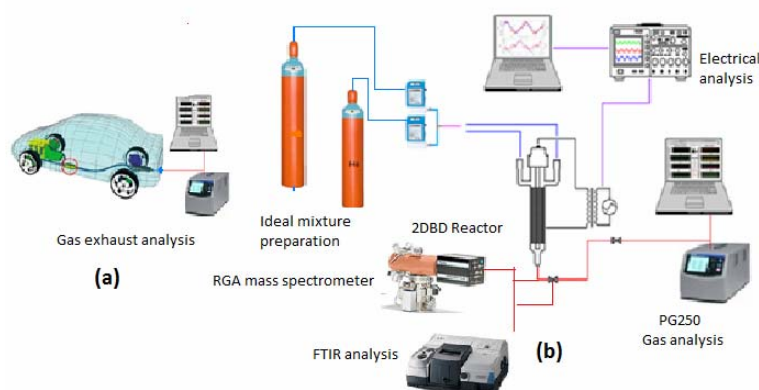 Electrical
analysis
Ideal mixture
preparation
2DBD Reactor
Gas exhaust analysis
(a)
RGA mass spectrometer
(b)
PG250
Gas analysis
FTIR analysis